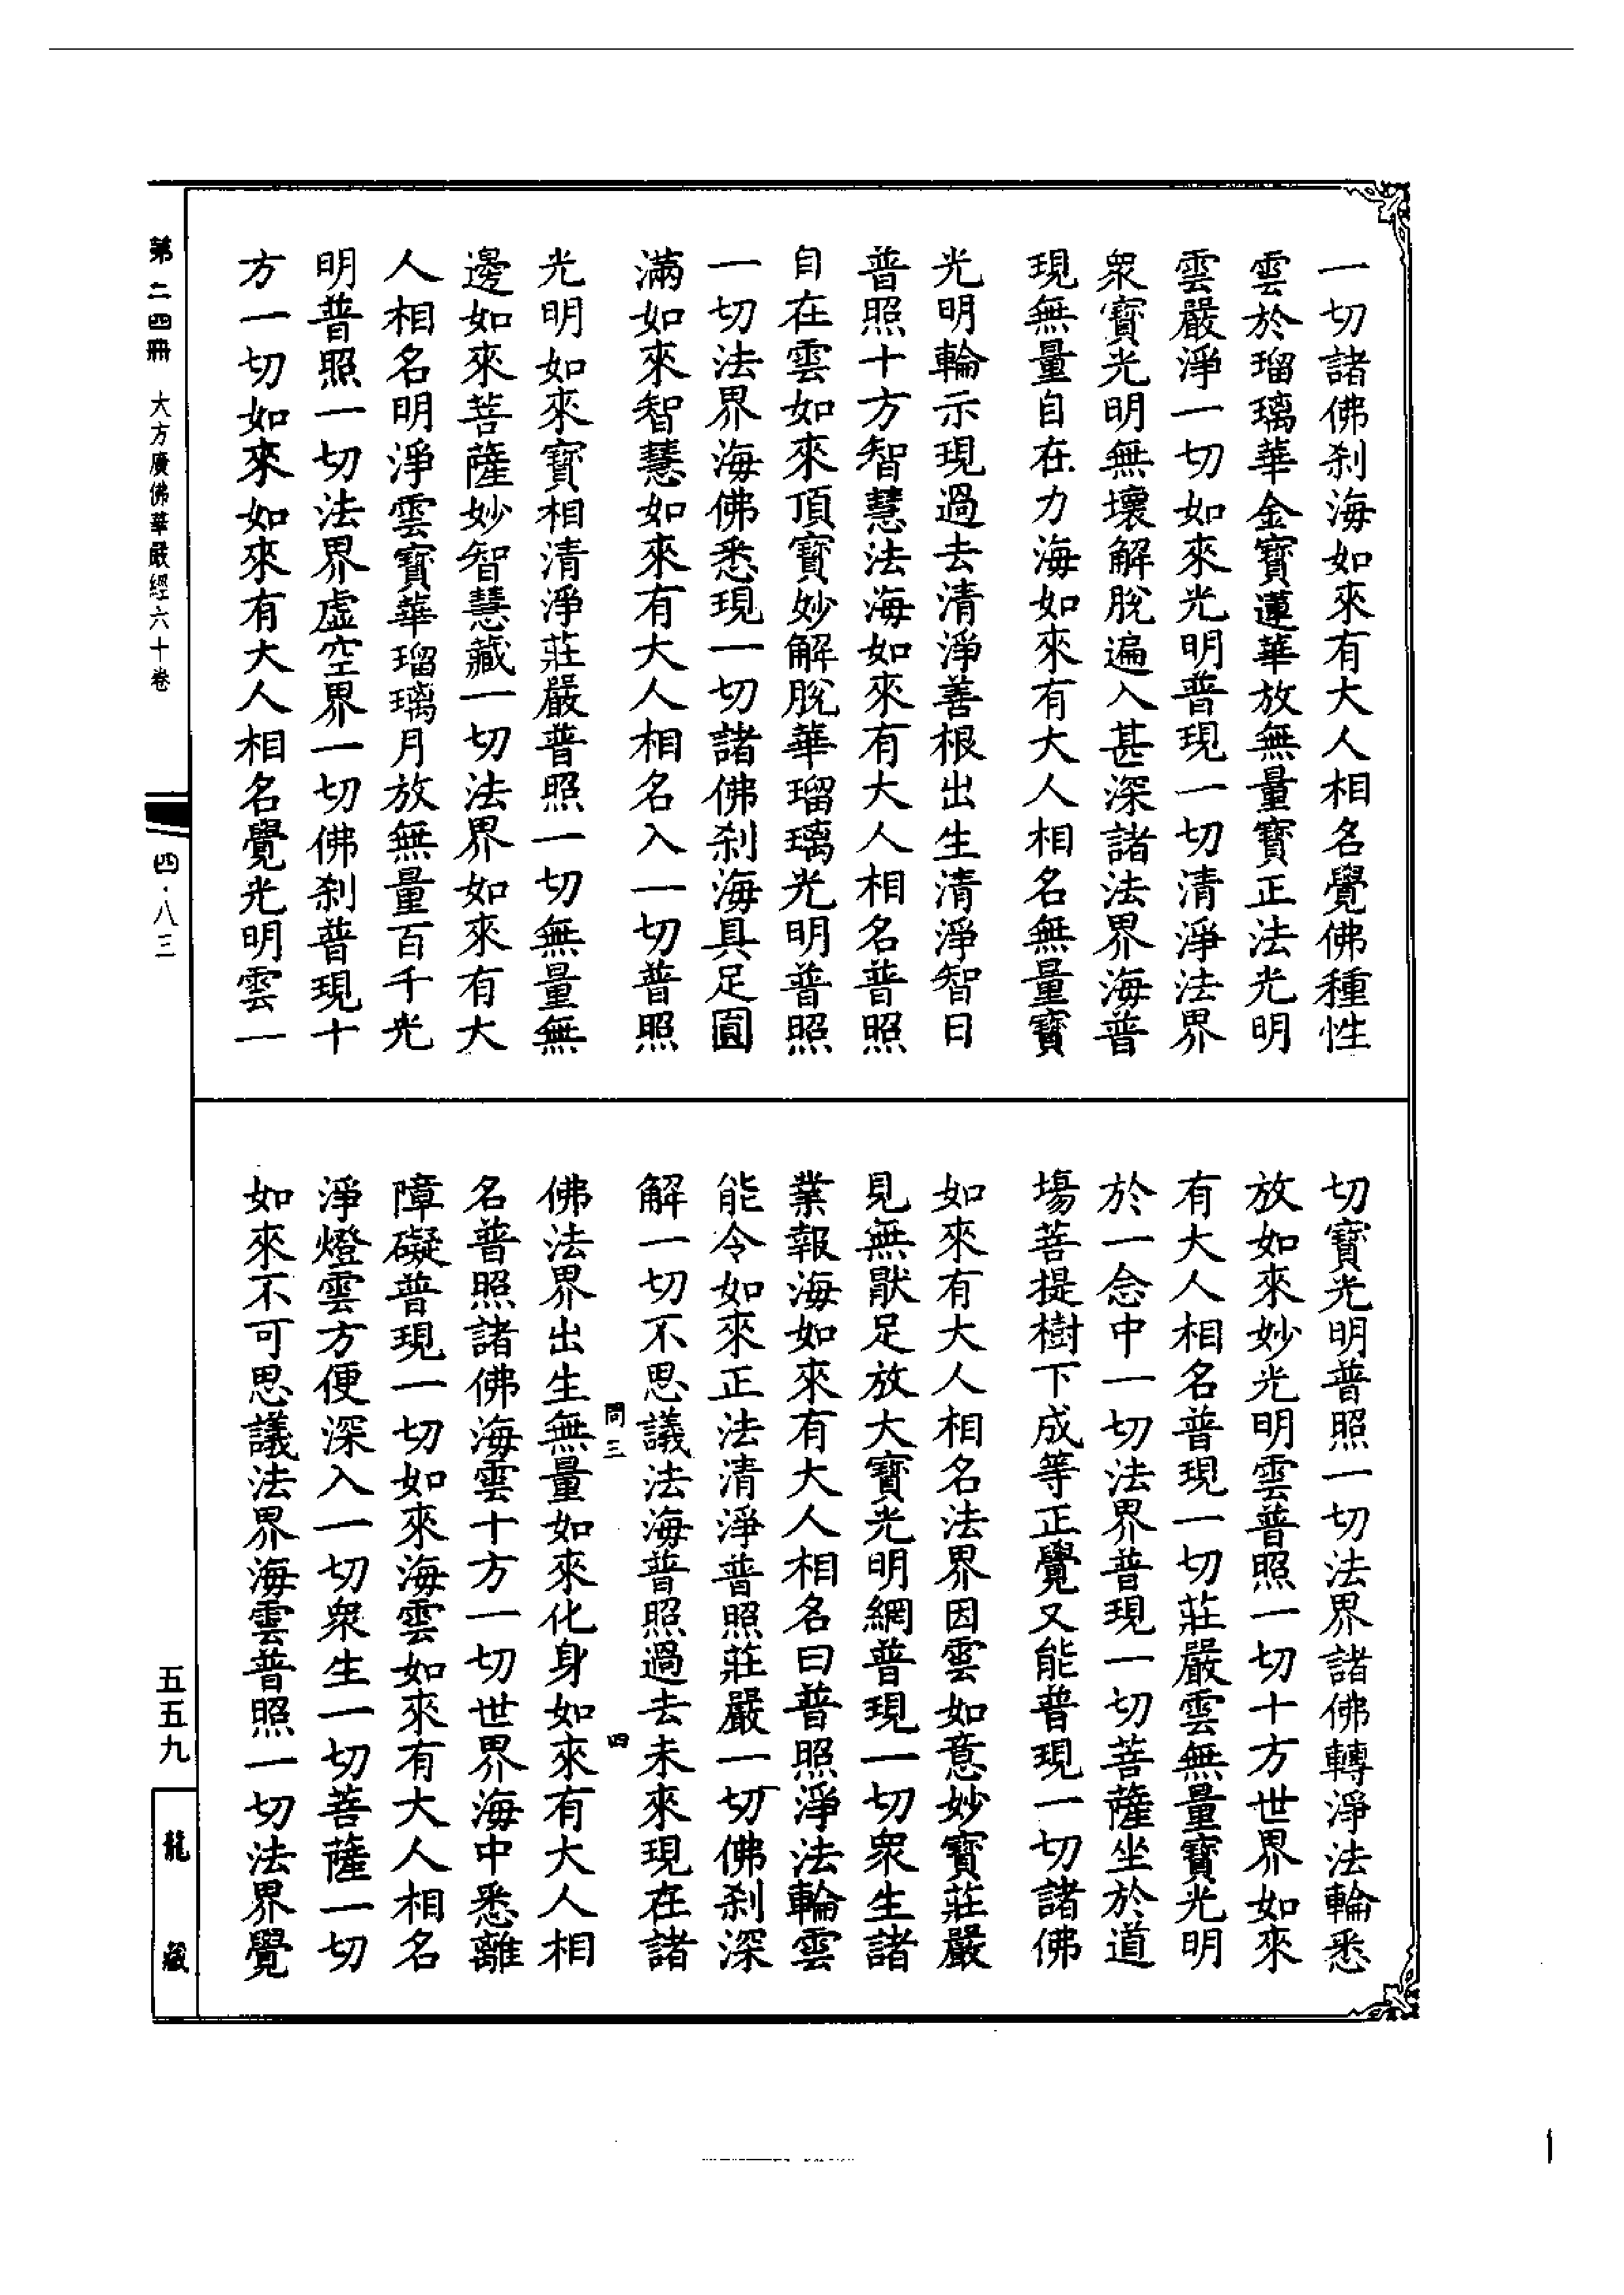 一切諸佛刹海如來有大人相名覺佛種性
雲於瑠璃華金寶蓮華放無量寶正法光明
雲嚴淨一切如來光明普現一切清淨法界
衆寶光明無壞解脫遍入甚深諸法界海普
現無量自在力海如來有大人相名無量寶
光明輪示現過去清淨善根出生清淨智日
普照十方智慧法海如來有大人相名普照
自在雲如來頂寶妙解脫華瑠璃光明普照
一切法界海佛悉現一切諸佛刹海具足圓
滿如來智慧如來有大人相名入一切普照
光明如來寶相清淨莊嚴普照一切無量無
邊如來菩薩妙智慧藏一切法界如來有大
人相名明淨雲寶華瑠璃月放無量百千光
明普照一切法界虛空界一切佛刹普現十
方一切如來如來有大人相名覺光明雲一
切寶光明普照一切法界諸佛轉淨法輪悉
放如來妙光明雲普照一切十方世界如來
有大人相名普現一切莊嚴雲無量寶光明
於一念中一切法界普現一切菩薩坐於道
場菩提樹下成等正覺又能普現一切諸佛
如來有大人相名法界因雲如意妙寶莊嚴
見無猒足放大寶光明網普現一切衆生諸
業報海如來有大人相名曰普照淨法輪雲
能令如來正法清淨普照莊嚴一切佛刹深
解一切不思議法海普照過去未來現在諸
問三 四
佛法界出生無量如來化身如來有大人相
名普照諸佛海雲十方一切世界海中悉離
障礙普現一切如來海雲如來有大人相名
淨燈雲方便深入一切衆生一切菩薩一切
如來不可思議法界海雲普照一切法界覺
第二四冊 大方廣佛華嚴經六十卷
四·八三
五五九
龍藏